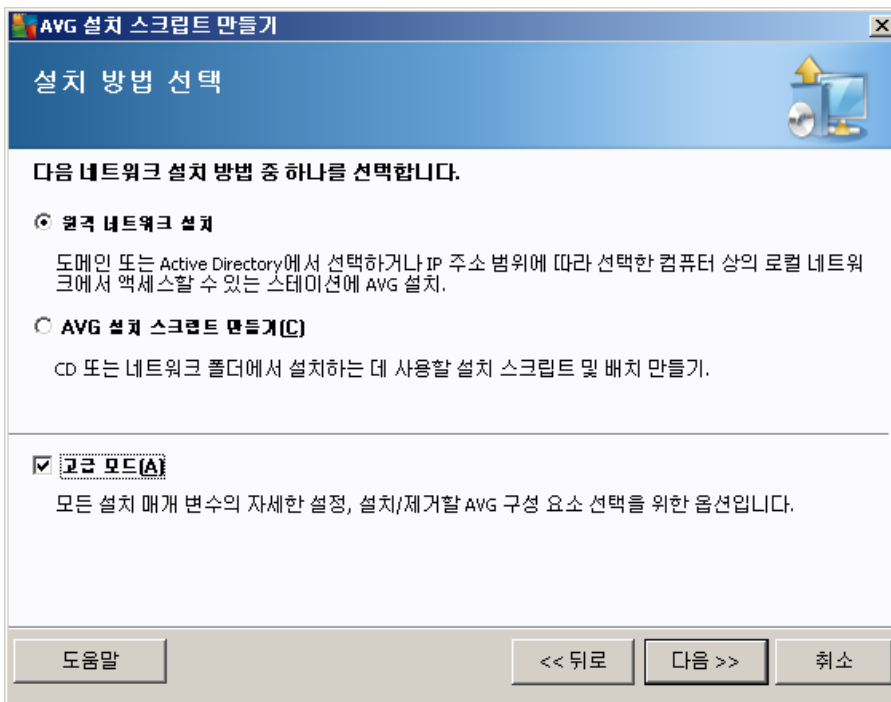 AVG 설치 스크립트 만들기
설치 방법 선택
다음 네트워크 설치 방법 중 하나를 선택합니다.
원격 네트워크 설치
도메인 또는 Active Directory에서 선택하거나 IP 주소 범위에 따라 선택한 컴퓨터 상의 로컬 네트워
크에서 액세스할 수 있는 스테이션에 AVG 설치.
AVG 설치 스크립트 만들기(C)
CD 또는 네트워크 폴더에서 설치하는 데 사용할 설치 스크립트 및 배치 만들기.
고급 모드(A)
모든 설치 매개 변수의 자세한 설정, 설치/제거할 AVG 구성 요소 선택을 위한 옵션입니다.
도움말
<< 뒤로
다음 >>
취소